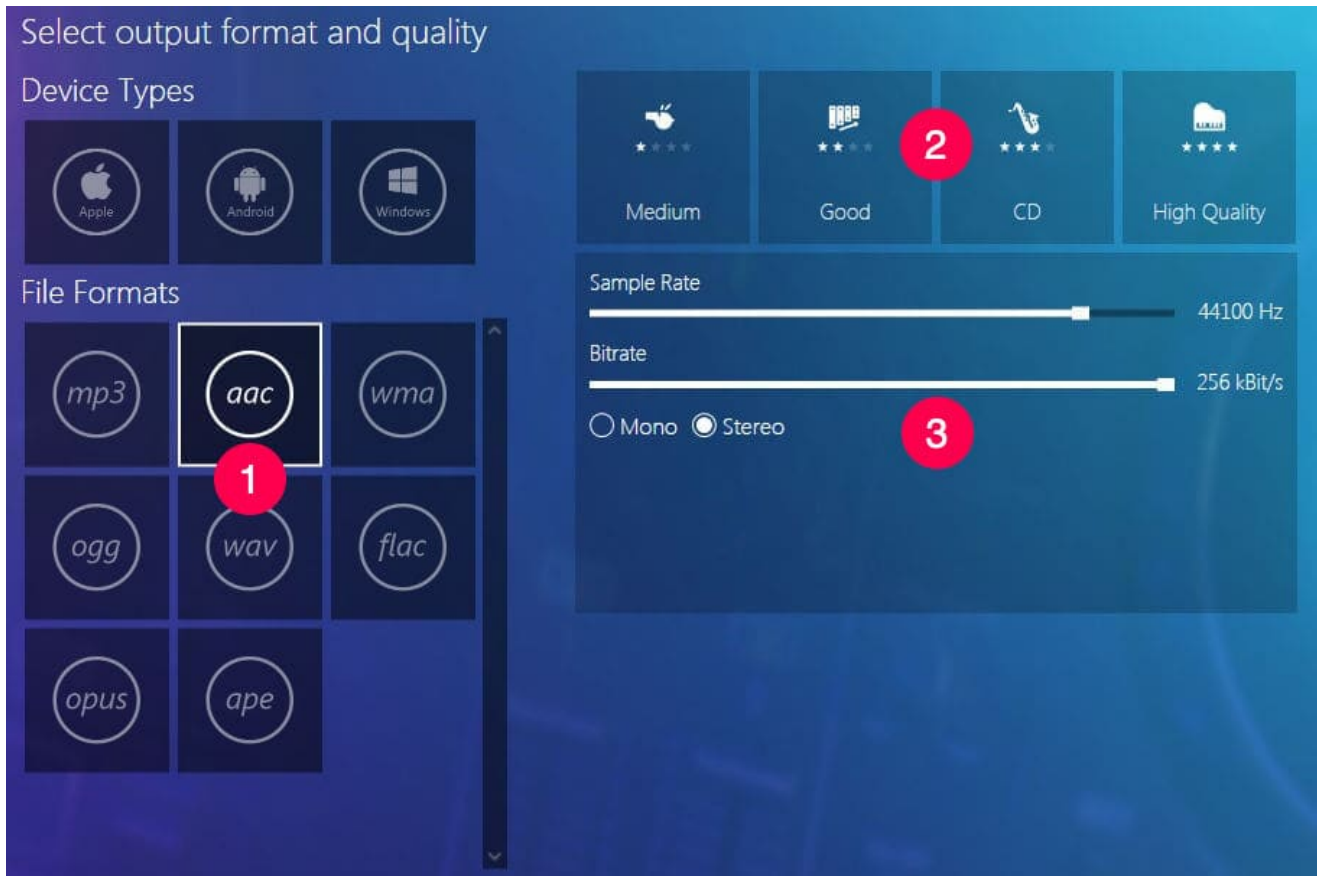 Select output format and quality
Device Types
Apple
Android
Windows
File Formats
mp3
aac
wma
1
ogg
wav
flac
opus
ape
2
Medium
Good
CD
High Quality
Sample Rate
44100 Hz
Bitrate
256 kBit/s
Mono Stereo
3